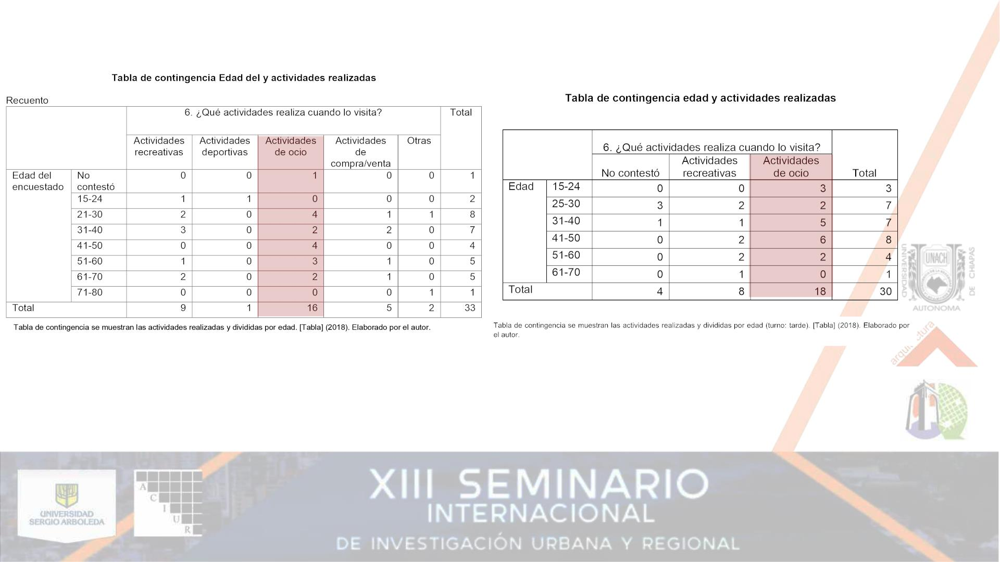 Tabla de contingencia Edad del y actividades realizadas
Recuento
6. ¿Qué actividades realiza cuando lo visita? Total
Actividades recreativas Actividades deportivas Actividades de ocio Actividades de compra/venta Otras
Edad del encuestado No contestó 0 0 1 0 0 1
15-24 1 1 0 0 0 2
21-30 2 0 4 1 1 8
31-40 3 0 2 2 0 7
41-50 0 0 4 0 0 4
51-60 1 0 3 1 0 5
61-70 2 0 2 1 0 5
71-80 0 0 0 0 1 1
Total 9 1 16 5 2 33
Tabla de contingencia se muestran las actividades realizadas y divididas por edad. [Tabla] (2018). Elaborado por el autor.
Tabla de contingencia edad y actividades realizadas
6. ¿Qué actividades realiza cuando lo visita?
No contestó Actividades recreativas Actividades de ocio Total
Edad 15-24 0 0 3 3
25-30 3 2 2 7
31-40 1 1 5 7
41-50 0 2 6 8
51-60 0 2 2 4
61-70 0 1 0 1
Total 4 8 18 30
Tabla de contingencia se muestran las actividades realizadas y divididas por edad (turno: tarde). [Tabla] (2018). Elaborado por
el autor.
UNIVERSIDAD
UNACH
DE CHIAPAS
AUTONOMA
UNIVERSIDAD
SERGIO ARBOLEDA
A
C
I
U
R
XIII SEMINARIO
INTERNACIONAL
DE INVESTIGACIÓN URBANA Y REGIONAL